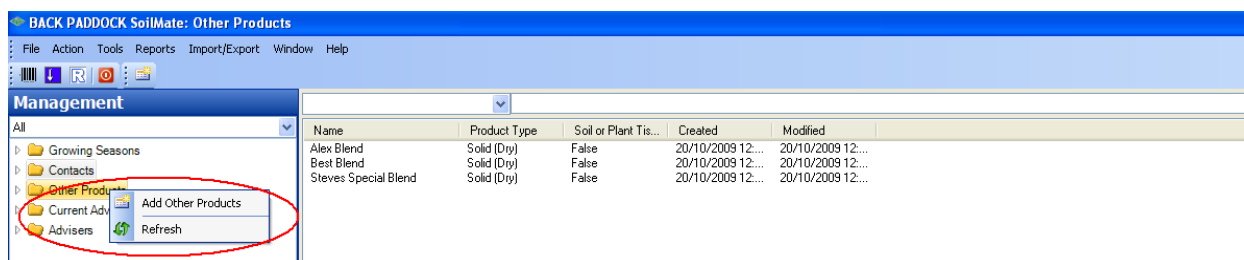 BACK PADDOCK SoilMate: Other Products
File Action Tools Reports Import/Export Window Help
R
Management
All
Growing Seasons
Contacts
Other Products
Current Adv
Advisers
Add Other Products
Refresh
Name Product Type Soil or Plant Tis... Created Modified
Alex Blend Solid (Dry) False 20/10/2009 12:... 20/10/2009 12:...
Best Blend Solid (Dry) False 20/10/2009 12:... 20/10/2009 12:...
Steves Special Blend Solid (Dry) False 20/10/2009 12:... 20/10/2009 12:...